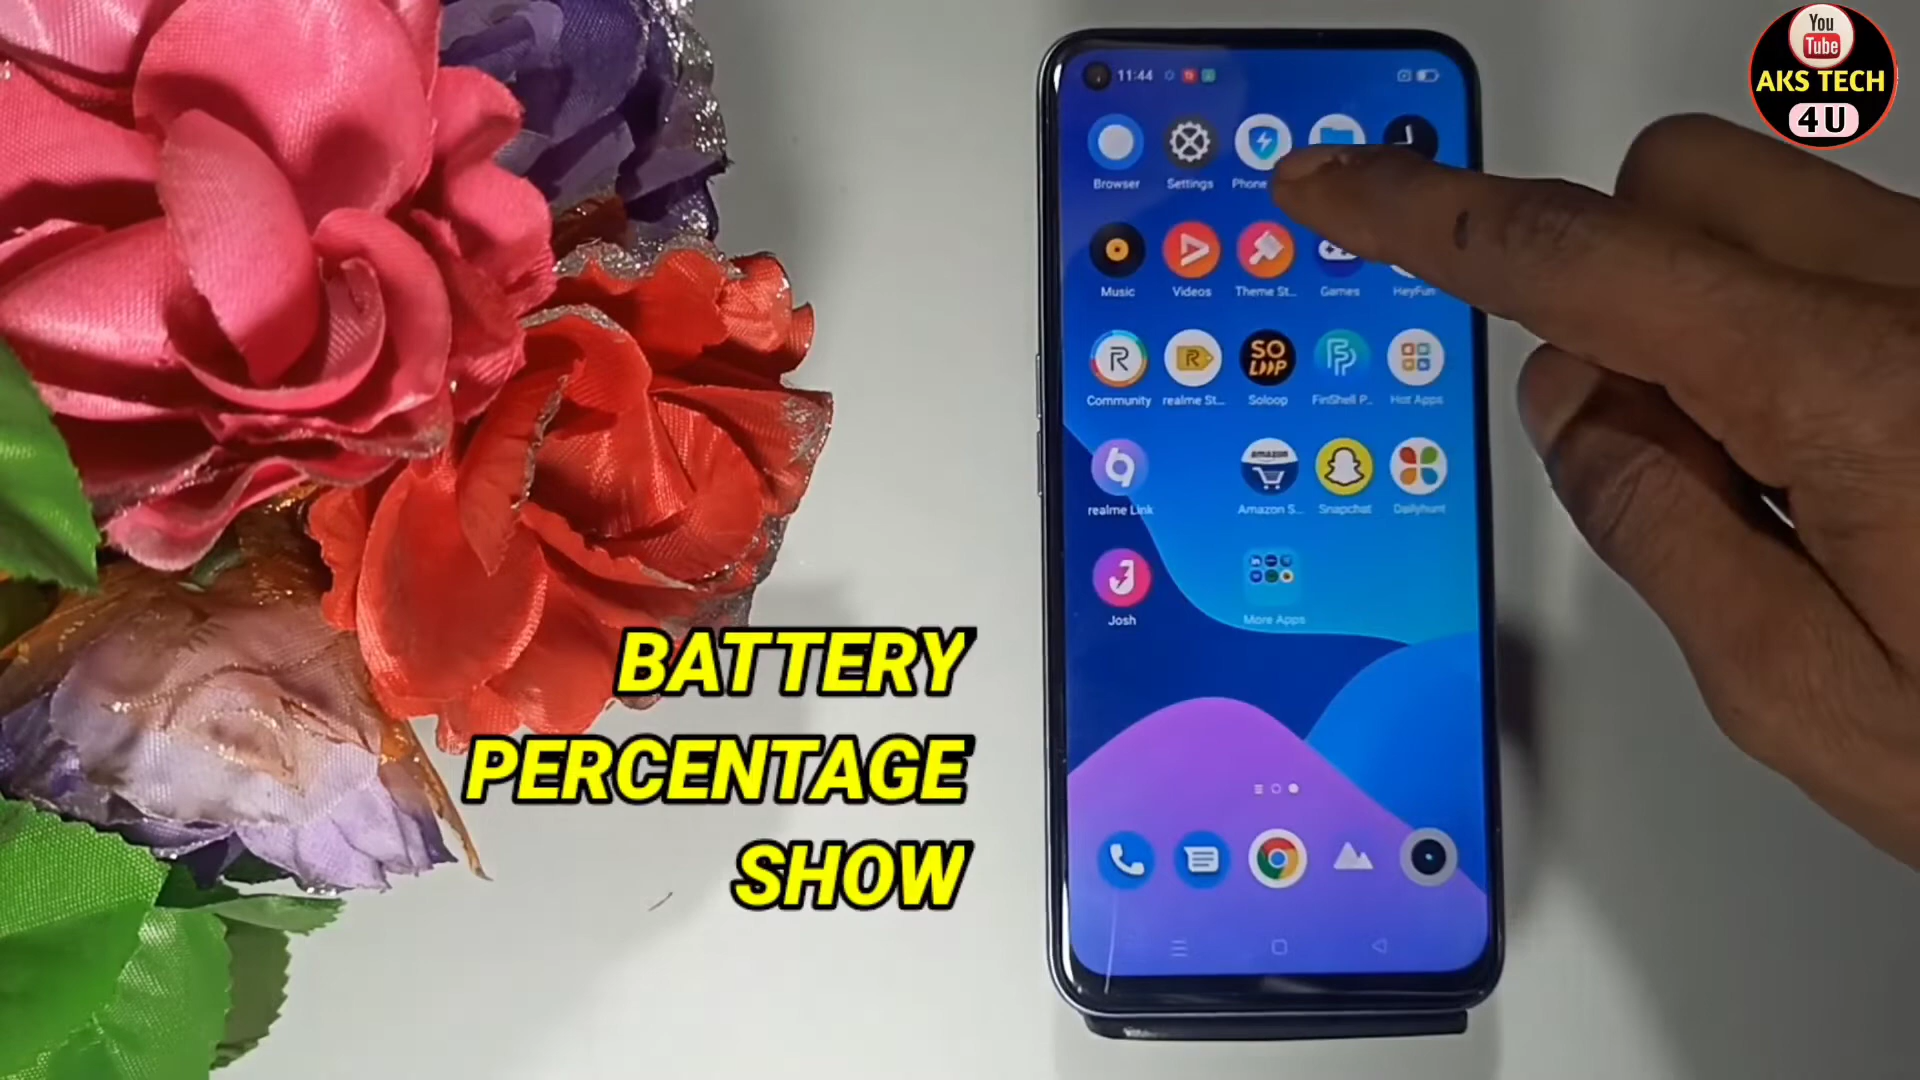 You
Tube
AKS TECH
4U
11:44
Browser
Settings
Phone
Music
Videos
Theme St...
Games
HeyFun
Community
realme St...
SO
LOOP
Soloop
FinShell P...
Hot Apps
realme Link
amazon
Amazon S...
Snapchat
Dailyhunt
Josh
More Apps
BATTERY
PERCENTAGE
SHOW